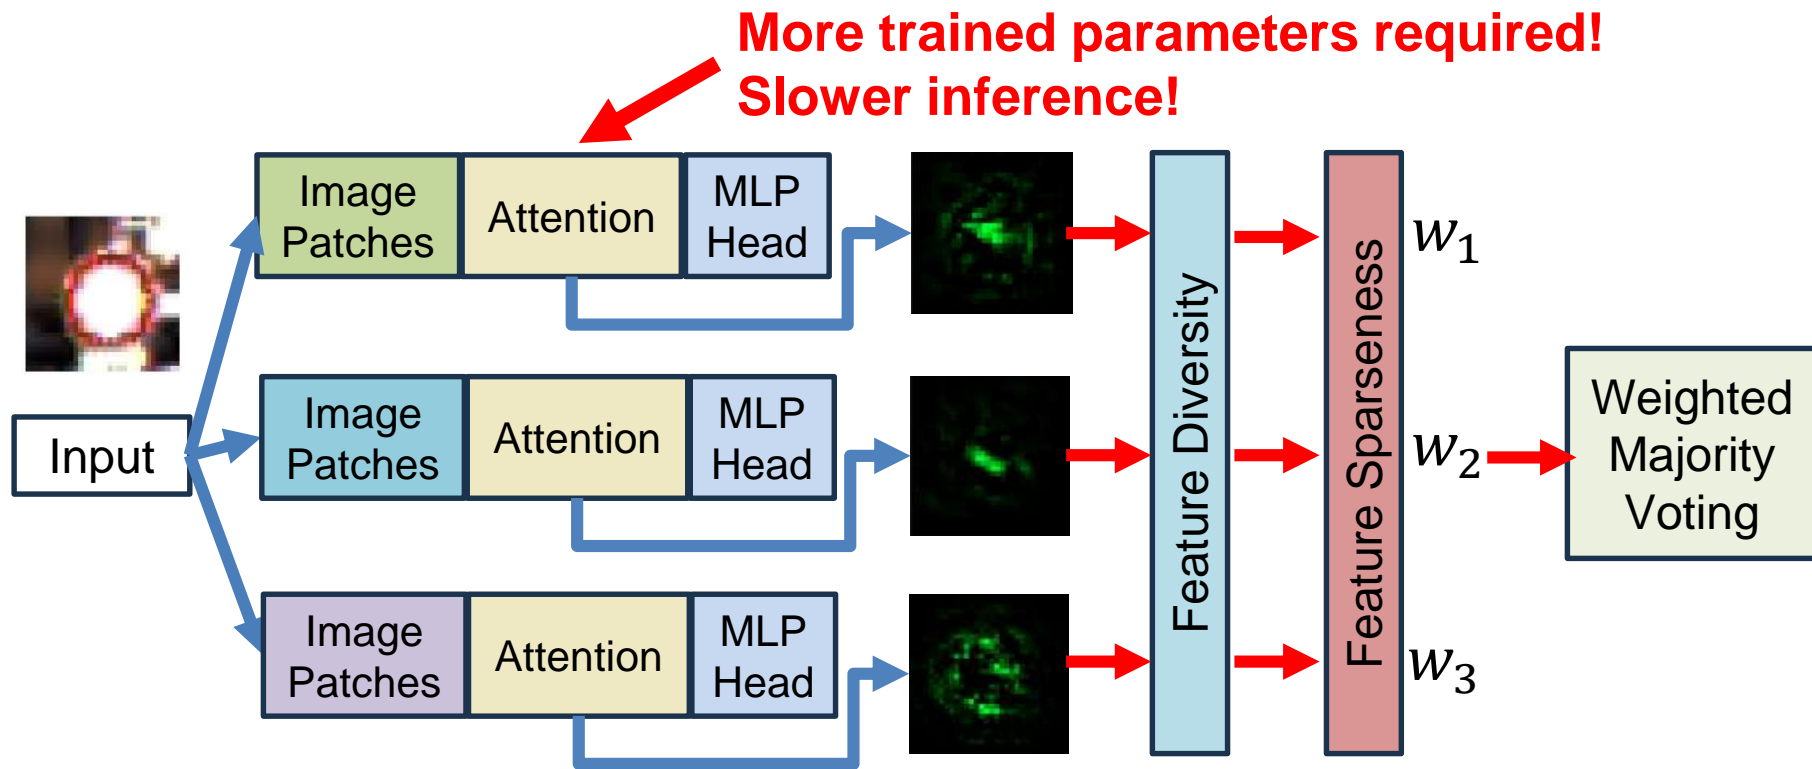 More trained parameters required!
Slower inference!
Image
Patches
Attention
MLP
Head
Input
Image
Patches
Attention
MLP
Head
Image
Patches
Attention
MLP
Head
Feature Diversity
Feature Sparseness
w₁
w₂
w₃
Weighted
Majority
Voting